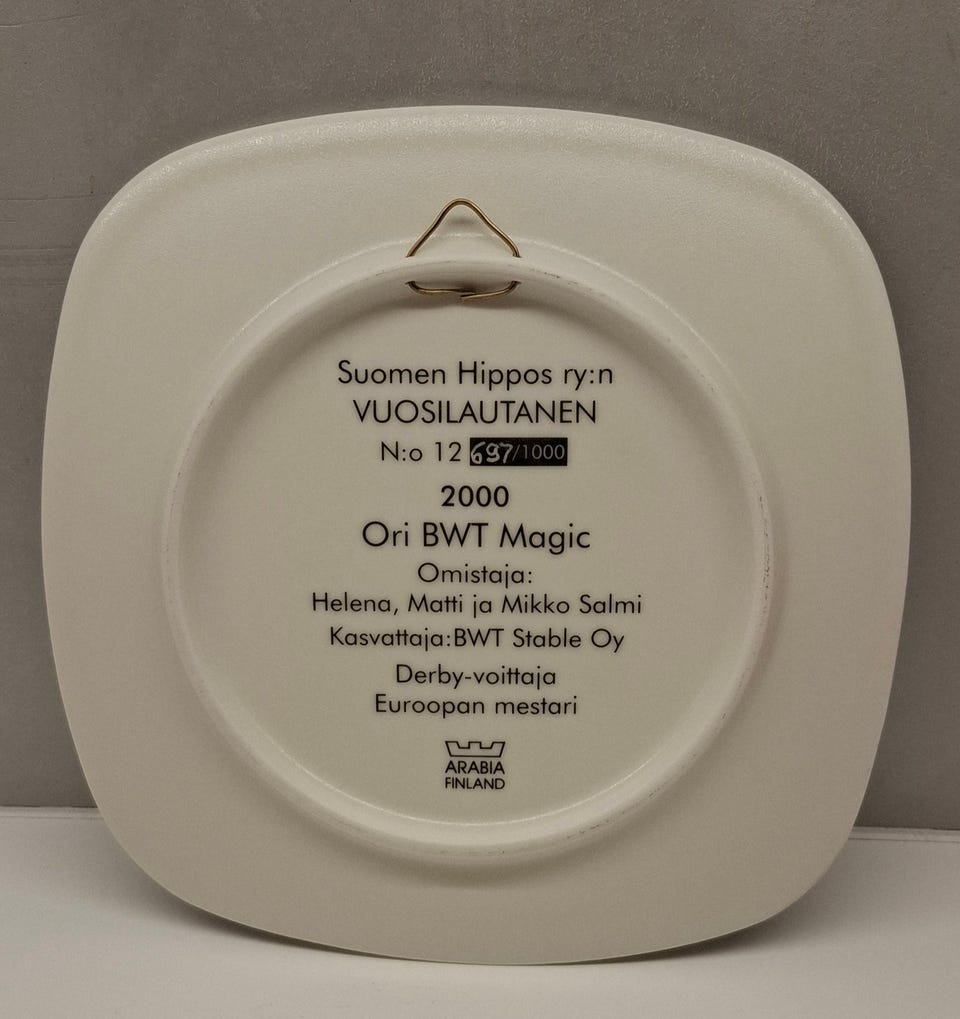 Suomen Hippos ry:n
VUOSILAUTANEN
N:o 12 697/1000
2000
Ori BWT Magic
Omistaja:
Helena, Matti ja Mikko Salmi
Kasvattaja:BWT Stable Oy
Derby-voittaja
Euroopan mestari
ARABIA
FINLAND